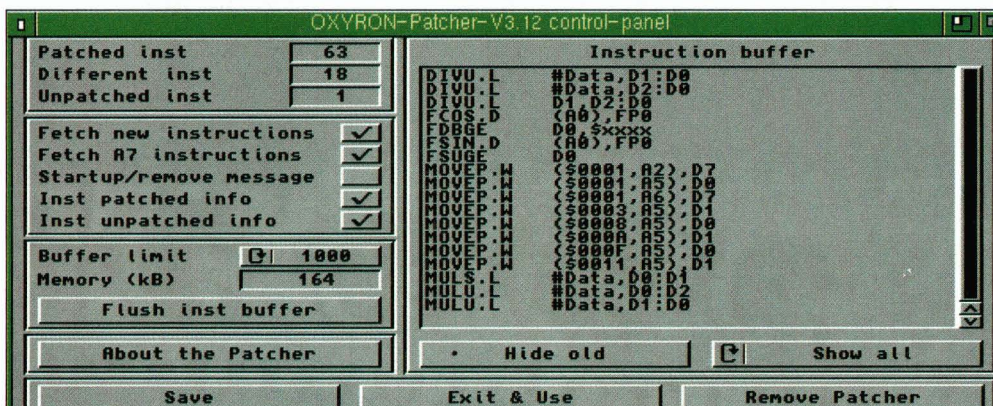 OXYRON-Patcher-V3.12 control-panel
Patched inst 63
Different inst 18
Unpatched inst 1
Fetch new instructions
Fetch A7 instructions
Startup/remove message
Inst patched info
Inst unpatched info
Buffer limit 1000
Memory (kB) 164
Flush inst buffer
About the Patcher
Instruction buffer
DIVU.L #Data,D1:D0
DIVU.L #Data,D2:D0
DIVU.L D1,D2:D0
FCOS.D (A0),FP0
FDBGE D0,$xxxx
FSIN.D (A0),FP0
FSUGE D0
MOVEP.W ($0001,A2),D7
MOVEP.W ($0001,A5),D0
MOVEP.W ($0001,A6),D7
MOVEP.W ($0003,A5),D1
MOVEP.W ($0008,A5),D0
MOVEP.W ($000A,A5),D1
MOVEP.W ($000F,A5),D0
MOVEP.W ($0011,A5),D1
MULS.L #Data,D0:D1
MULU.L #Data,D0:D2
MULU.L #Data,D1:D0
Hide old Show all
Save Exit & Use Remove Patcher